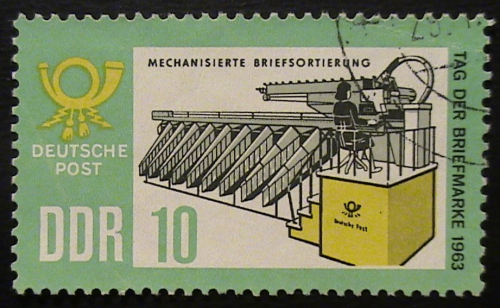 MECHANISIERTE BRIEFSORTIERUNG
DEUTSCHE
POST
DDR 10
Deutsche Post
TAG DER BRIEFMARKE 1963